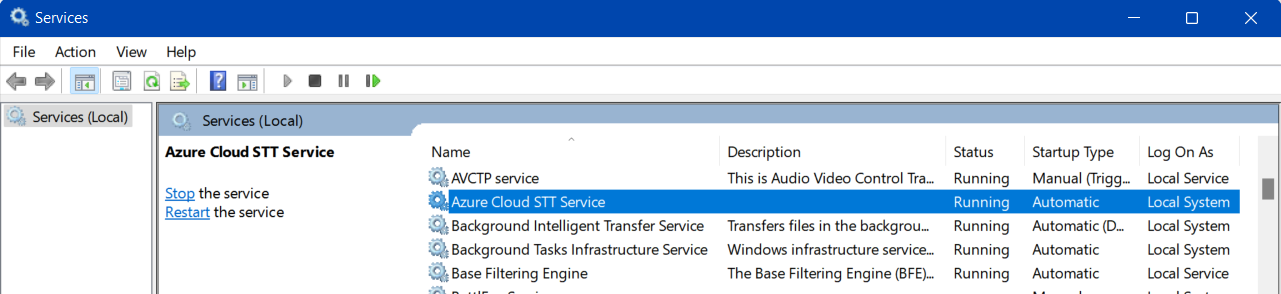 Services
File Action View Help
Services (Local)
Services (Local)
Azure Cloud STT Service
Stop the service
Restart the service
Name Description Status Startup Type Log On As
AVCTP service This is Audio Video Control Tra... Running Manual (Trigg... Local Service
Azure Cloud STT Service Running Automatic Local System
Background Intelligent Transfer Service Transfers files in the backgrou... Running Automatic (D... Local System
Background Tasks Infrastructure Service Windows infrastructure service... Running Automatic Local System
Base Filtering Engine The Base Filtering Engine (BFE)... Running Automatic Local Service